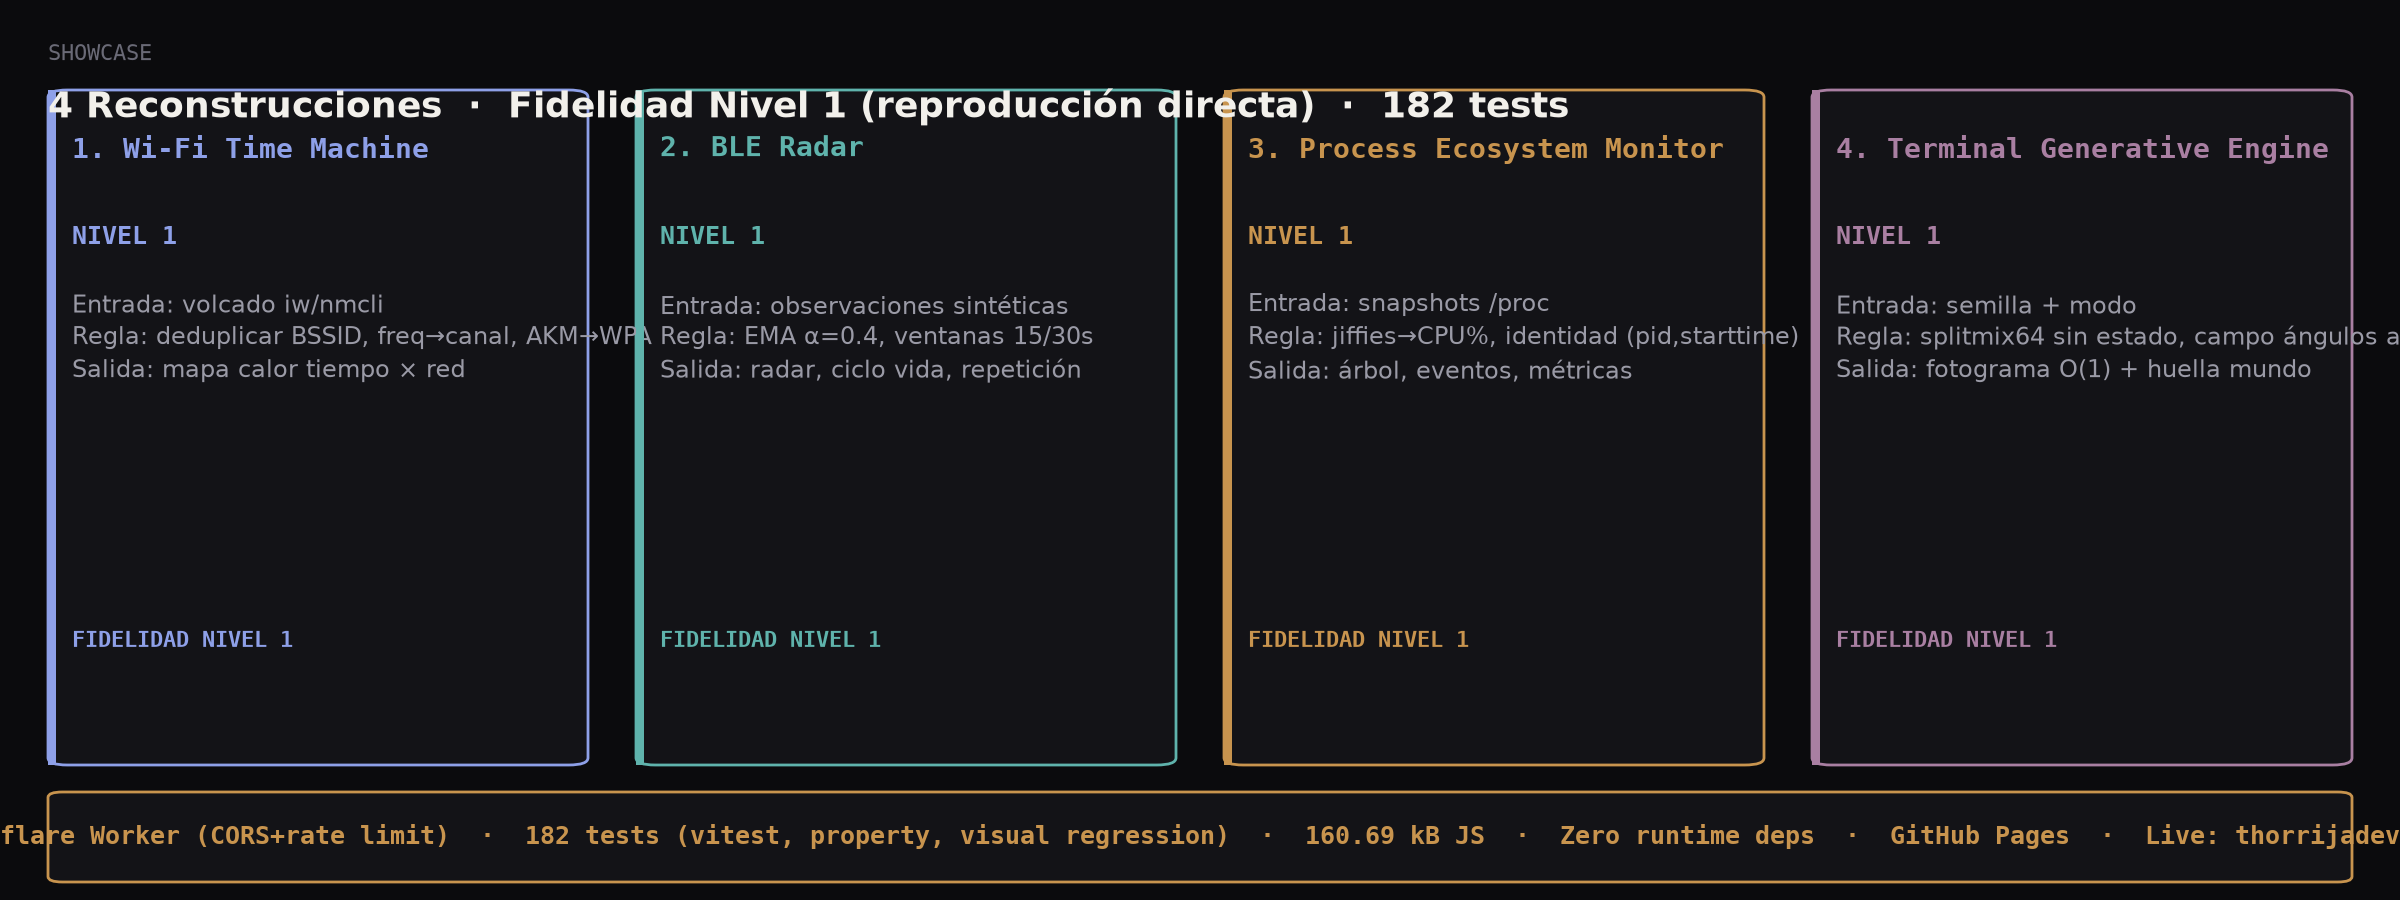 SHOWCASE
4 Reconstrucciones · Fidelidad Nivel 1 (reproducción directa) · 182 tests
1. Wi-Fi Time Machine
NIVEL 1
Entrada: volcado iw/nmcli
Regla: deduplicar BSSID, freq→canal, AKM→WPA
Salida: mapa calor tiempo × red
FIDELIDAD NIVEL 1
2. BLE Radar
NIVEL 1
Entrada: observaciones sintéticas
Regla: EMA α=0.4, ventanas 15/30s
Salida: radar, ciclo vida, repetición
FIDELIDAD NIVEL 1
3. Process Ecosystem Monitor
NIVEL 1
Entrada: snapshots /proc
Regla: jiffies→CPU%, identidad (pid,starttime)
Salida: árbol, eventos, métricas
FIDELIDAD NIVEL 1
4. Terminal Generative Engine
NIVEL 1
Entrada: semilla + modo
Regla: splitmix64 sin estado, campo ángulos a
Salida: fotograma O(1) + huella mundo
FIDELIDAD NIVEL 1
flare Worker (CORS+rate limit) · 182 tests (vitest, property, visual regression) · 160.69 kB JS · Zero runtime deps · GitHub Pages · Live: thorrijadev